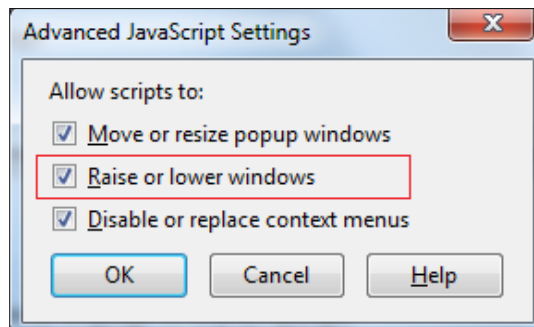 Advanced JavaScript Settings
Allow scripts to:
Move or resize popup windows
Raise or lower windows
Disable or replace context menus
OK Cancel Help